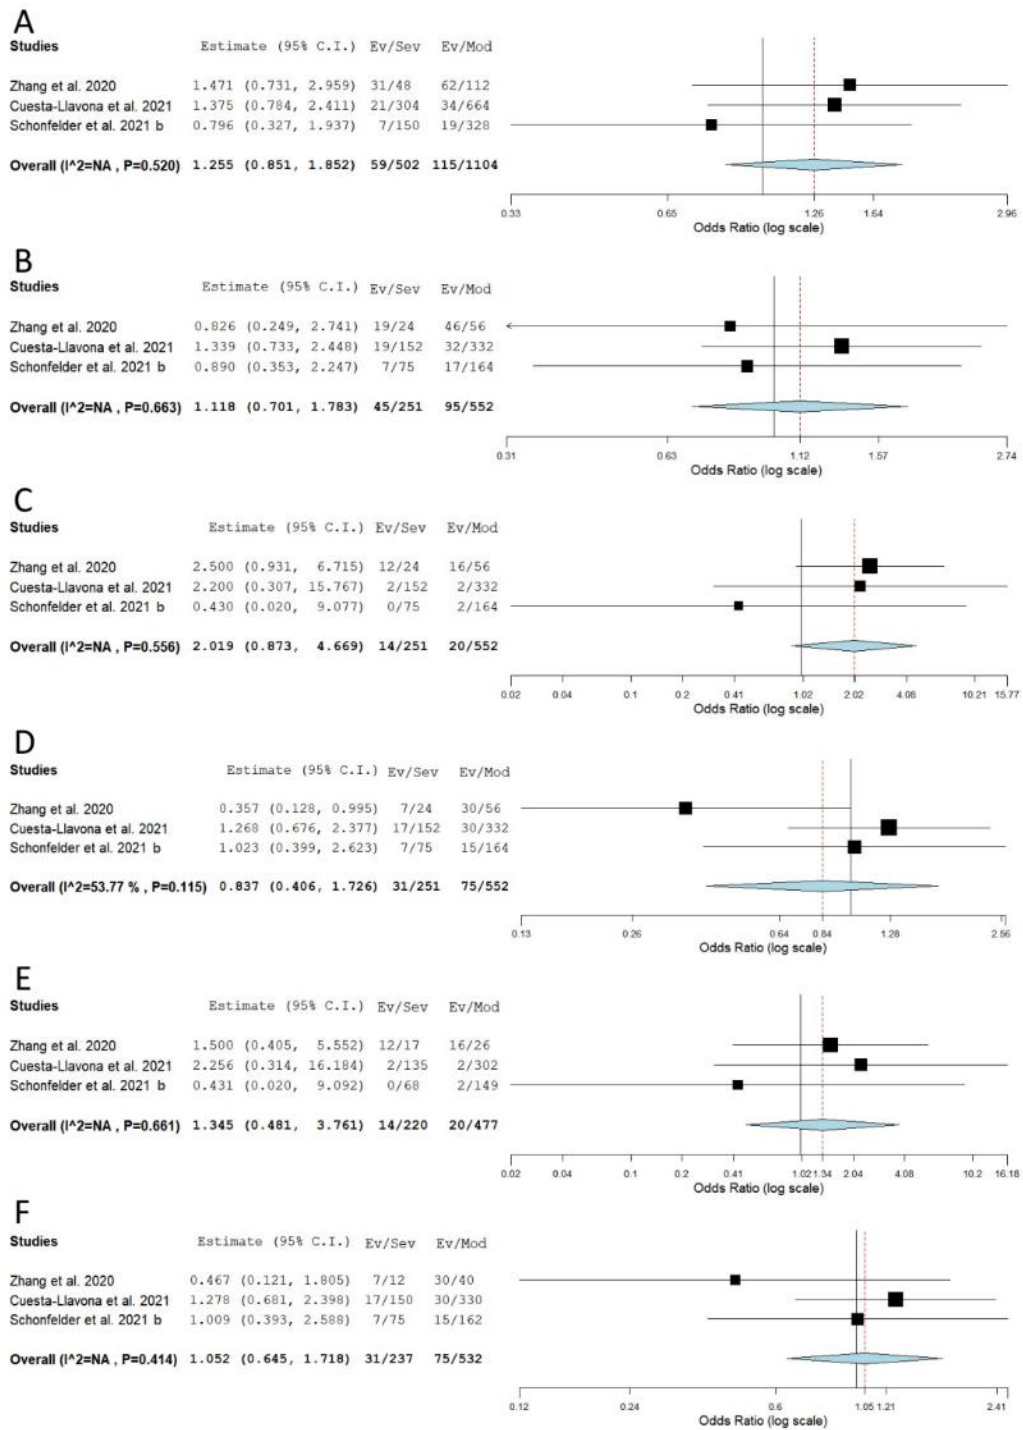 A
Studies Estimate (95% C.I.) Ev/Sev Ev/Mod
Zhang et al. 2020 1.471 (0.731, 2.959) 31/48 62/112
Cuesta-Llavona et al. 2021 1.375 (0.784, 2.411) 21/304 34/664
Schonfelder et al. 2021 b 0.796 (0.327, 1.937) 7/150 19/328
Overall (I^2=NA , P=0.520) 1.255 (0.851, 1.852) 59/502 115/1104
0.33 0.65 1.26 1.64 2.96
Odds Ratio (log scale)
B
Studies Estimate (95% C.I.) Ev/Sev Ev/Mod
Zhang et al. 2020 0.826 (0.249, 2.741) 19/24 46/56
Cuesta-Llavona et al. 2021 1.339 (0.733, 2.448) 19/152 32/332
Schonfelder et al. 2021 b 0.890 (0.353, 2.247) 7/75 17/164
Overall (I^2=NA , P=0.663) 1.118 (0.701, 1.783) 45/251 95/552
0.31 0.63 1.12 1.57 2.74
Odds Ratio (log scale)
C
Studies Estimate (95% C.I.) Ev/Sev Ev/Mod
Zhang et al. 2020 2.500 (0.931, 6.715) 12/24 16/56
Cuesta-Llavona et al. 2021 2.200 (0.307, 15.767) 2/152 2/332
Schonfelder et al. 2021 b 0.430 (0.020, 9.077) 0/75 2/164
Overall (I^2=NA , P=0.556) 2.019 (0.873, 4.669) 14/251 20/552
0.02 0.04 0.1 0.2 0.41 1.02 2.02 4.08 10.21 15.77
Odds Ratio (log scale)
D
Studies Estimate (95% C.I.) Ev/Sev Ev/Mod
Zhang et al. 2020 0.357 (0.128, 0.995) 7/24 30/56
Cuesta-Llavona et al. 2021 1.268 (0.676, 2.377) 17/152 30/332
Schonfelder et al. 2021 b 1.023 (0.399, 2.623) 7/75 15/164
Overall (I^2=53.77 % , P=0.115) 0.837 (0.406, 1.726) 31/251 75/552
0.13 0.26 0.64 0.84 1.28 2.56
Odds Ratio (log scale)
E
Studies Estimate (95% C.I.) Ev/Sev Ev/Mod
Zhang et al. 2020 1.500 (0.405, 5.552) 12/17 16/26
Cuesta-Llavona et al. 2021 2.256 (0.314, 16.184) 2/135 2/302
Schonfelder et al. 2021 b 0.431 (0.020, 9.092) 0/68 2/149
Overall (I^2=NA , P=0.661) 1.345 (0.481, 3.761) 14/220 20/477
0.02 0.04 0.1 0.2 0.41 1.02 1.34 2.04 4.08 10.2 16.18
Odds Ratio (log scale)
F
Studies Estimate (95% C.I.) Ev/Sev Ev/Mod
Zhang et al. 2020 0.467 (0.121, 1.805) 7/12 30/40
Cuesta-Llavona et al. 2021 1.278 (0.681, 2.398) 17/150 30/330
Schonfelder et al. 2021 b 1.009 (0.393, 2.588) 7/75 15/162
Overall (I^2=NA , P=0.414) 1.052 (0.645, 1.718) 31/237 75/532
0.12 0.24 0.6 1.05 1.21 2.41
Odds Ratio (log scale)